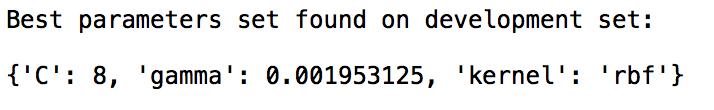 Best parameters set found on development set:
{'C': 8, 'gamma': 0.001953125, 'kernel': 'rbf'}